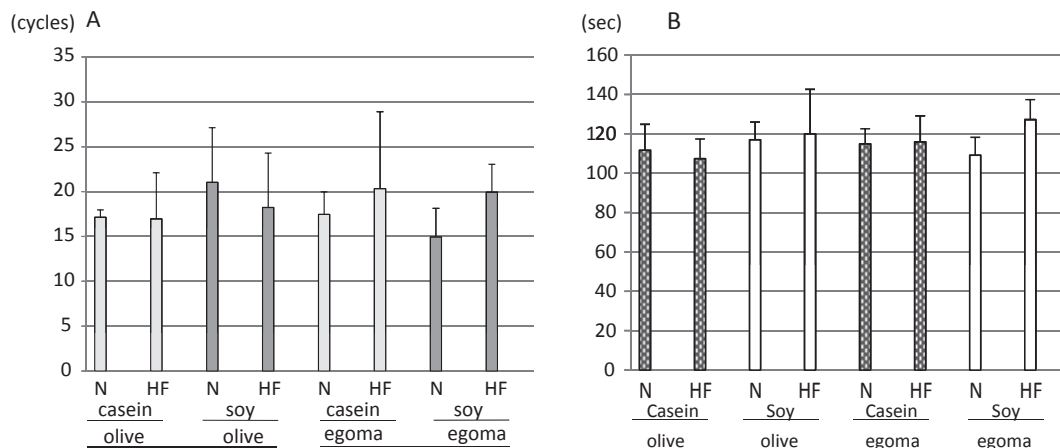 (cycles) A
35
30
25
20
15
10
5
0
N HF N HF N HF N HF
casein soy casein soy
olive olive egoma egoma
(sec) B
160
140
120
100
80
60
40
20
0
N HF N HF N HF N HF
Casein Soy Casein Soy
olive olive egoma egoma